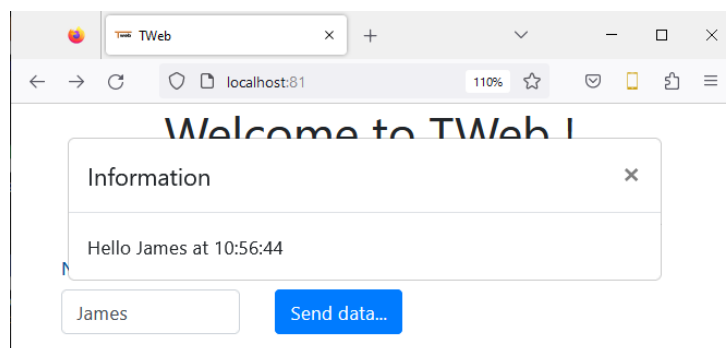 TWeb
localhost:81
110%
Welcome to TWeb !
Information
Hello James at 10:56:44
James
Send data...